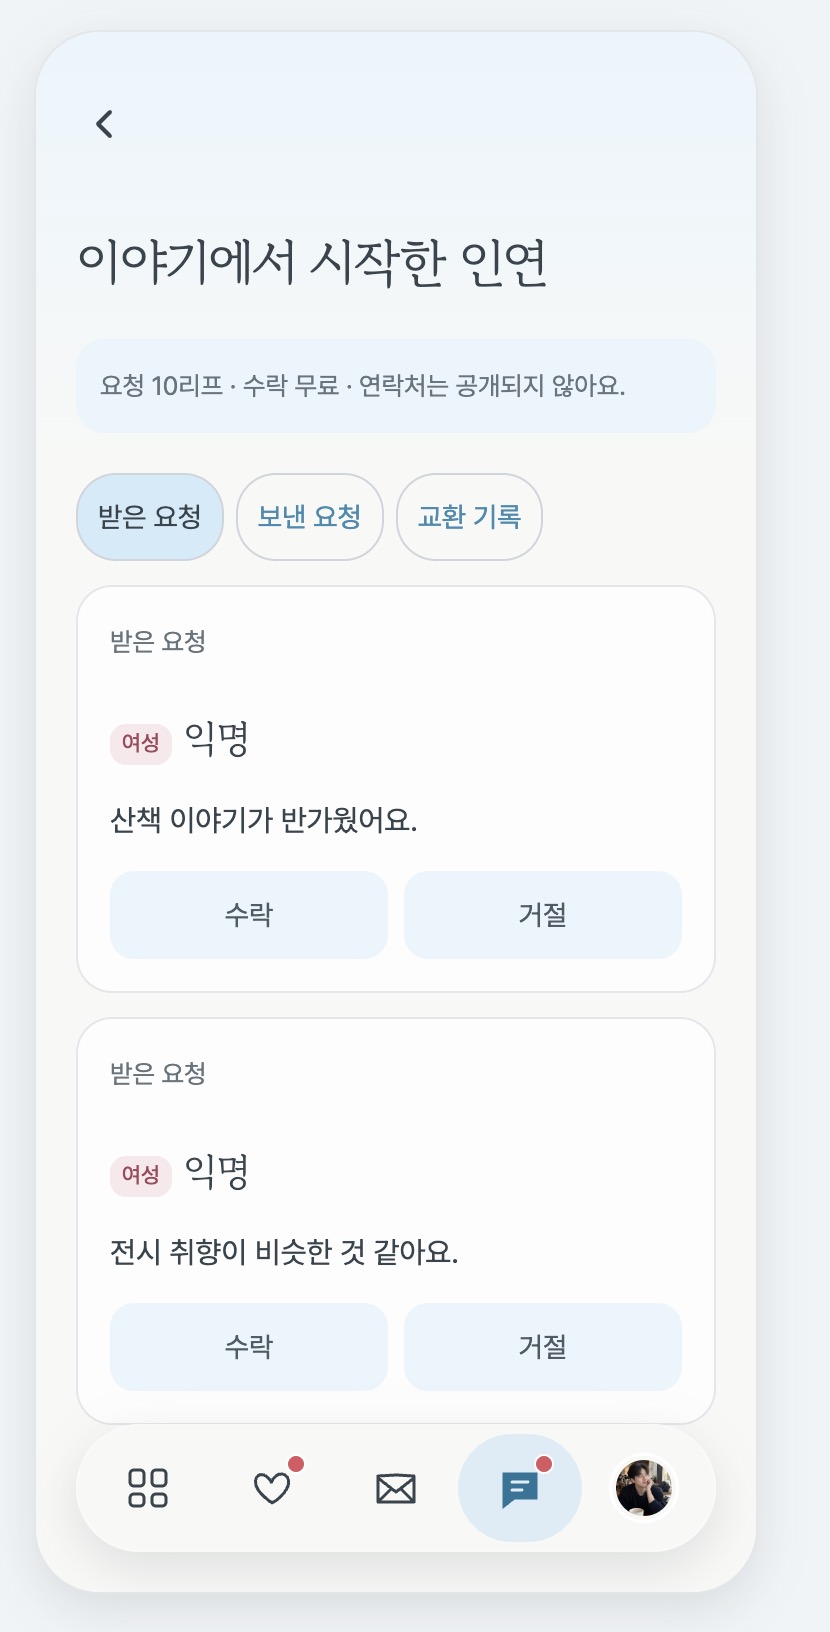 이야기에서 시작한 인연
요청 10리프 · 수락 무료 · 연락처는 공개되지 않아요.
받은 요청 보낸 요청 교환 기록
받은 요청
여성 익명
산책 이야기가 반가웠어요.
수락 거절
받은 요청
여성 익명
전시 취향이 비슷한 것 같아요.
수락 거절